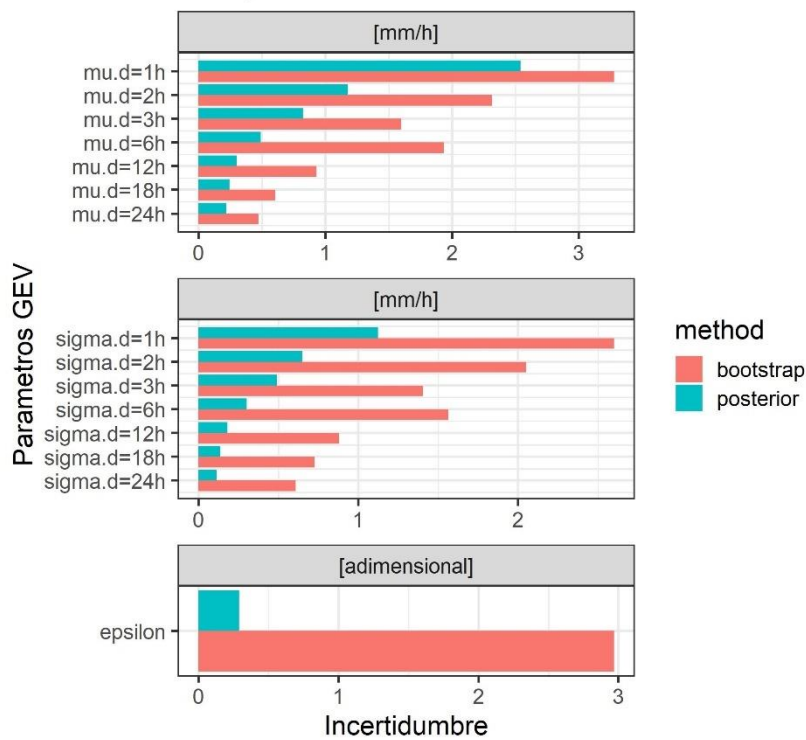 [mm/h]
mu.d=1h
mu.d=2h
mu.d=3h
mu.d=6h
mu.d=12h
mu.d=18h
mu.d=24h
0 1 2 3
[mm/h]
sigma.d=1h
sigma.d=2h
sigma.d=3h
sigma.d=6h
sigma.d=12h
sigma.d=18h
sigma.d=24h
0 1 2
[adimensional]
epsilon
0 1 2 3
Incertidumbre
Parametros GEV
method
bootstrap
posterior